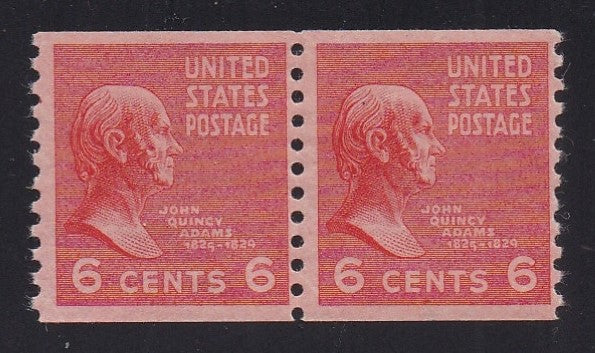 UNITED
STATES
POSTAGE
JOHN
QUINCY
ADAMS
1825-1829
6 CENTS 6
UNITED
STATES
POSTAGE
JOHN
QUINCY
ADAMS
1825-1829
6 CENTS 6